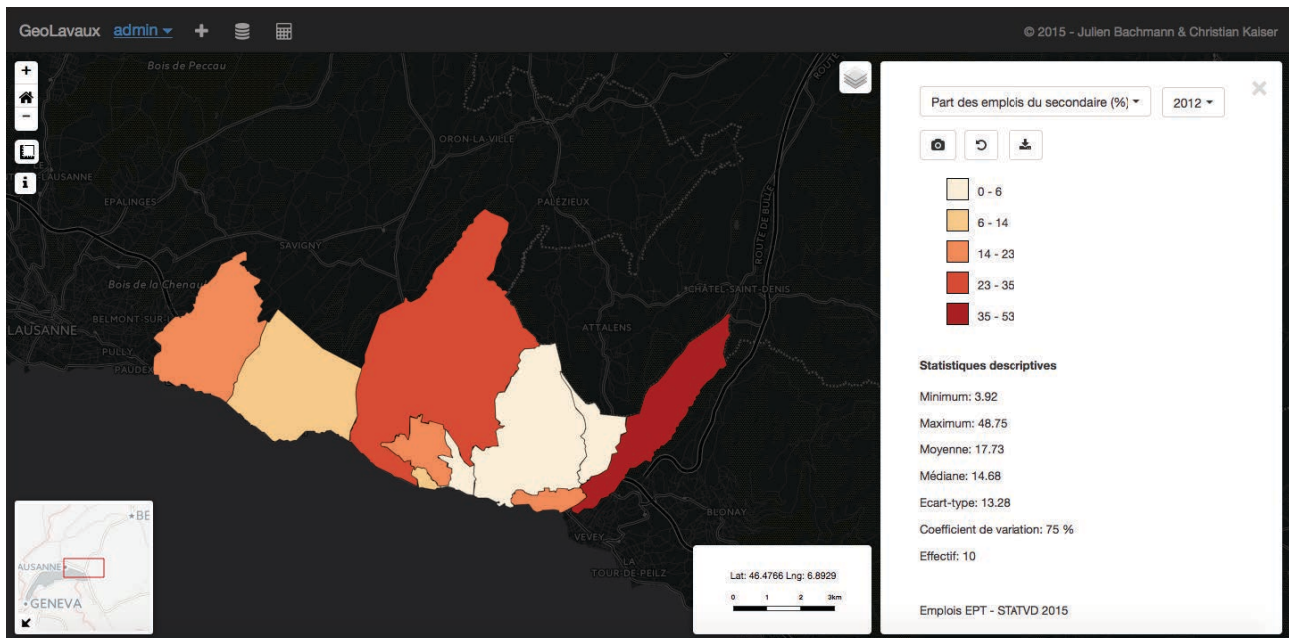 GeoLavaux admin
© 2015 - Julien Bachmann & Christian Kaiser
Bois de Peccau
ORON-LA-VILLE
LAUSANNE
EPALINGES
PALÉZIEUX
ROUTE DE BULLE
SAVIGNY
Bois de la Chenau
CHÂTEL-SAINT-DENIS
BELMONT-SUR-
LAUSANNE
ATTALENS
PULLY
PAUDEX
BLONAY
VEVEY
LA
TOUR-DE-PEILZ
BE
AUSANNE
GENEVA
Lat: 46.4766 Lng: 6.8929
0 1 2 3km
Part des emplois du secondaire (%) 2012
0 - 6
6 - 14
14 - 23
23 - 35
35 - 53
Statistiques descriptives
Minimum: 3.92
Maximum: 48.75
Moyenne: 17.73
Médiane: 14.68
Ecart-type: 13.28
Coefficient de variation: 75 %
Effectif: 10
Emplois EPT - STATVD 2015